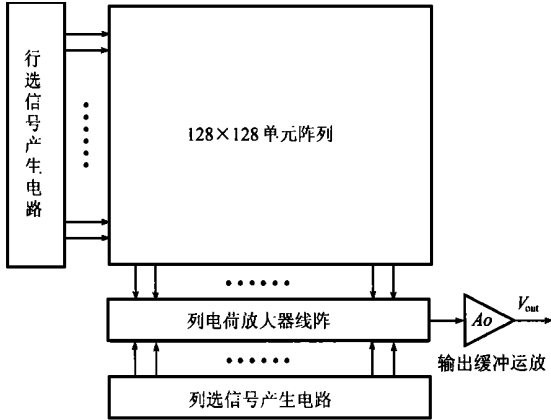 行选信号产生电路
128×128单元阵列
列电荷放大器线阵
Ao
Vout
输出缓冲运放
列选信号产生电路